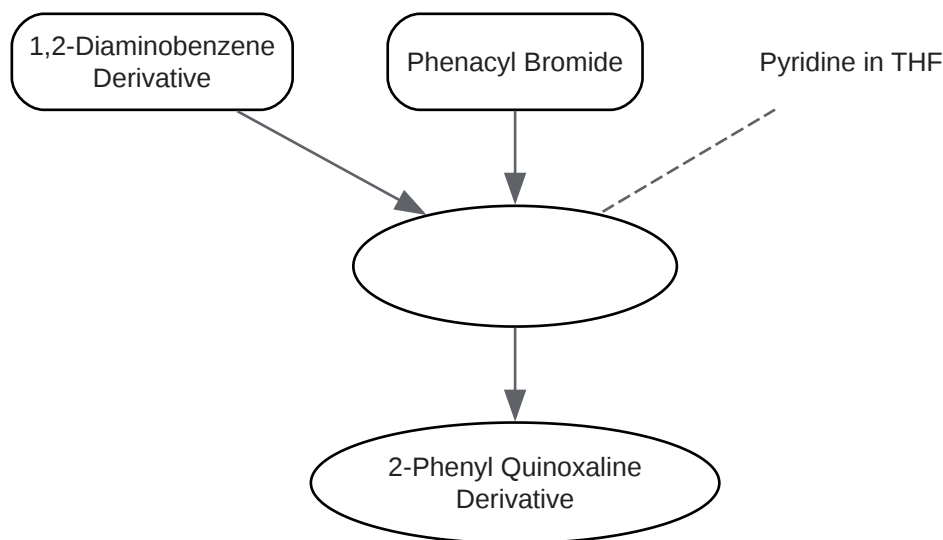 1,2-Diaminobenzene
Derivative
Phenacyl Bromide
Pyridine in THF
2-Phenyl Quinoxaline
Derivative